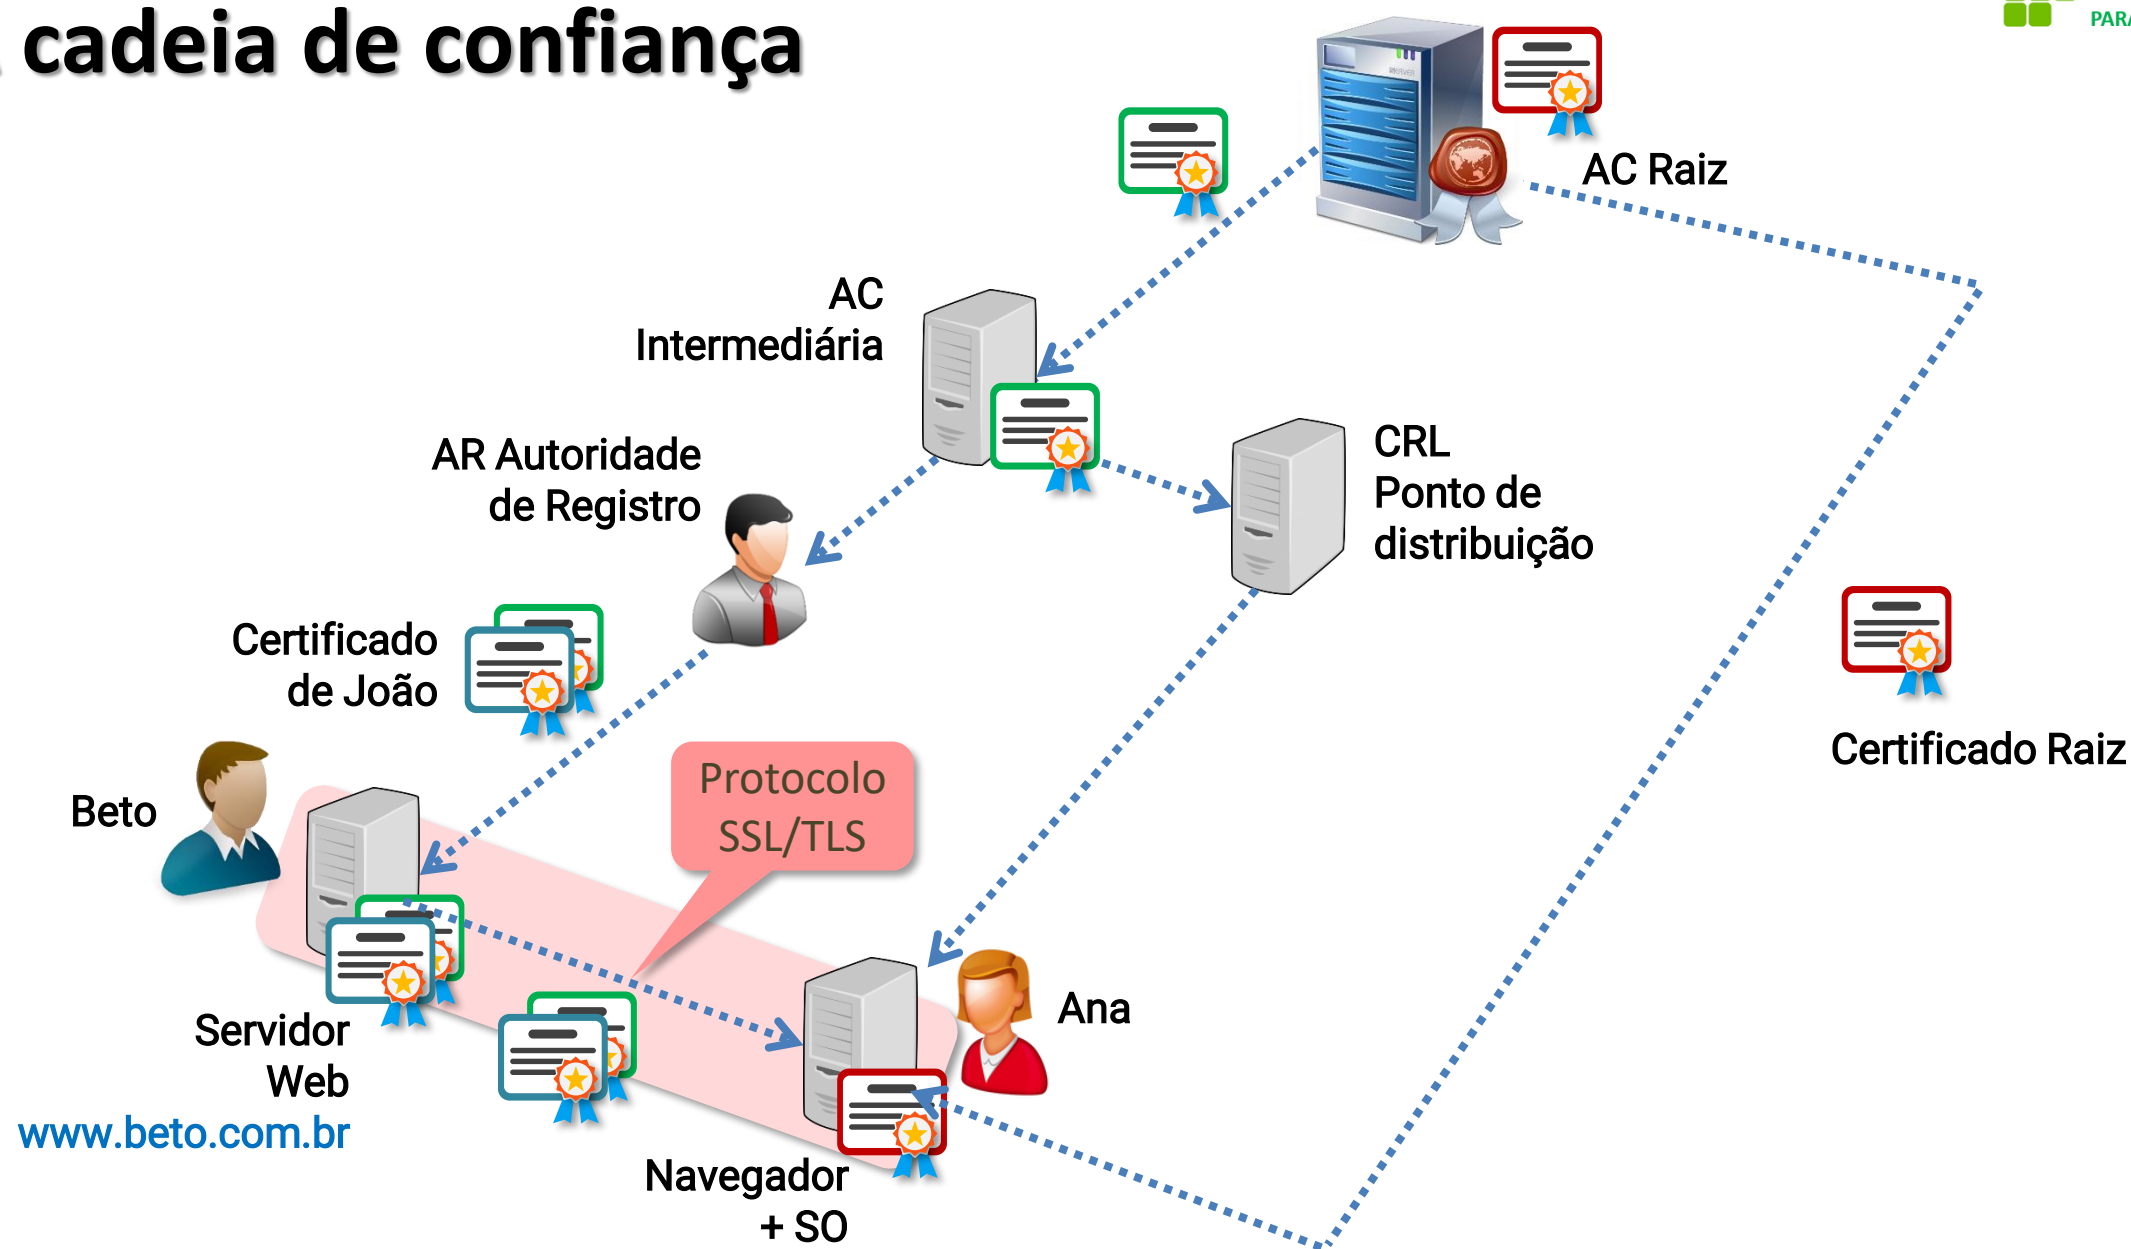 cadeia de confiança
AC Raiz
AC
Intermediária
AR Autoridade
de Registro
CRL
Ponto de
distribuição
Certificado
de João
Certificado Raiz
Protocolo
SSL/TLS
Beto
Ana
Servidor
Web
www.beto.com.br
Navegador
+ SO